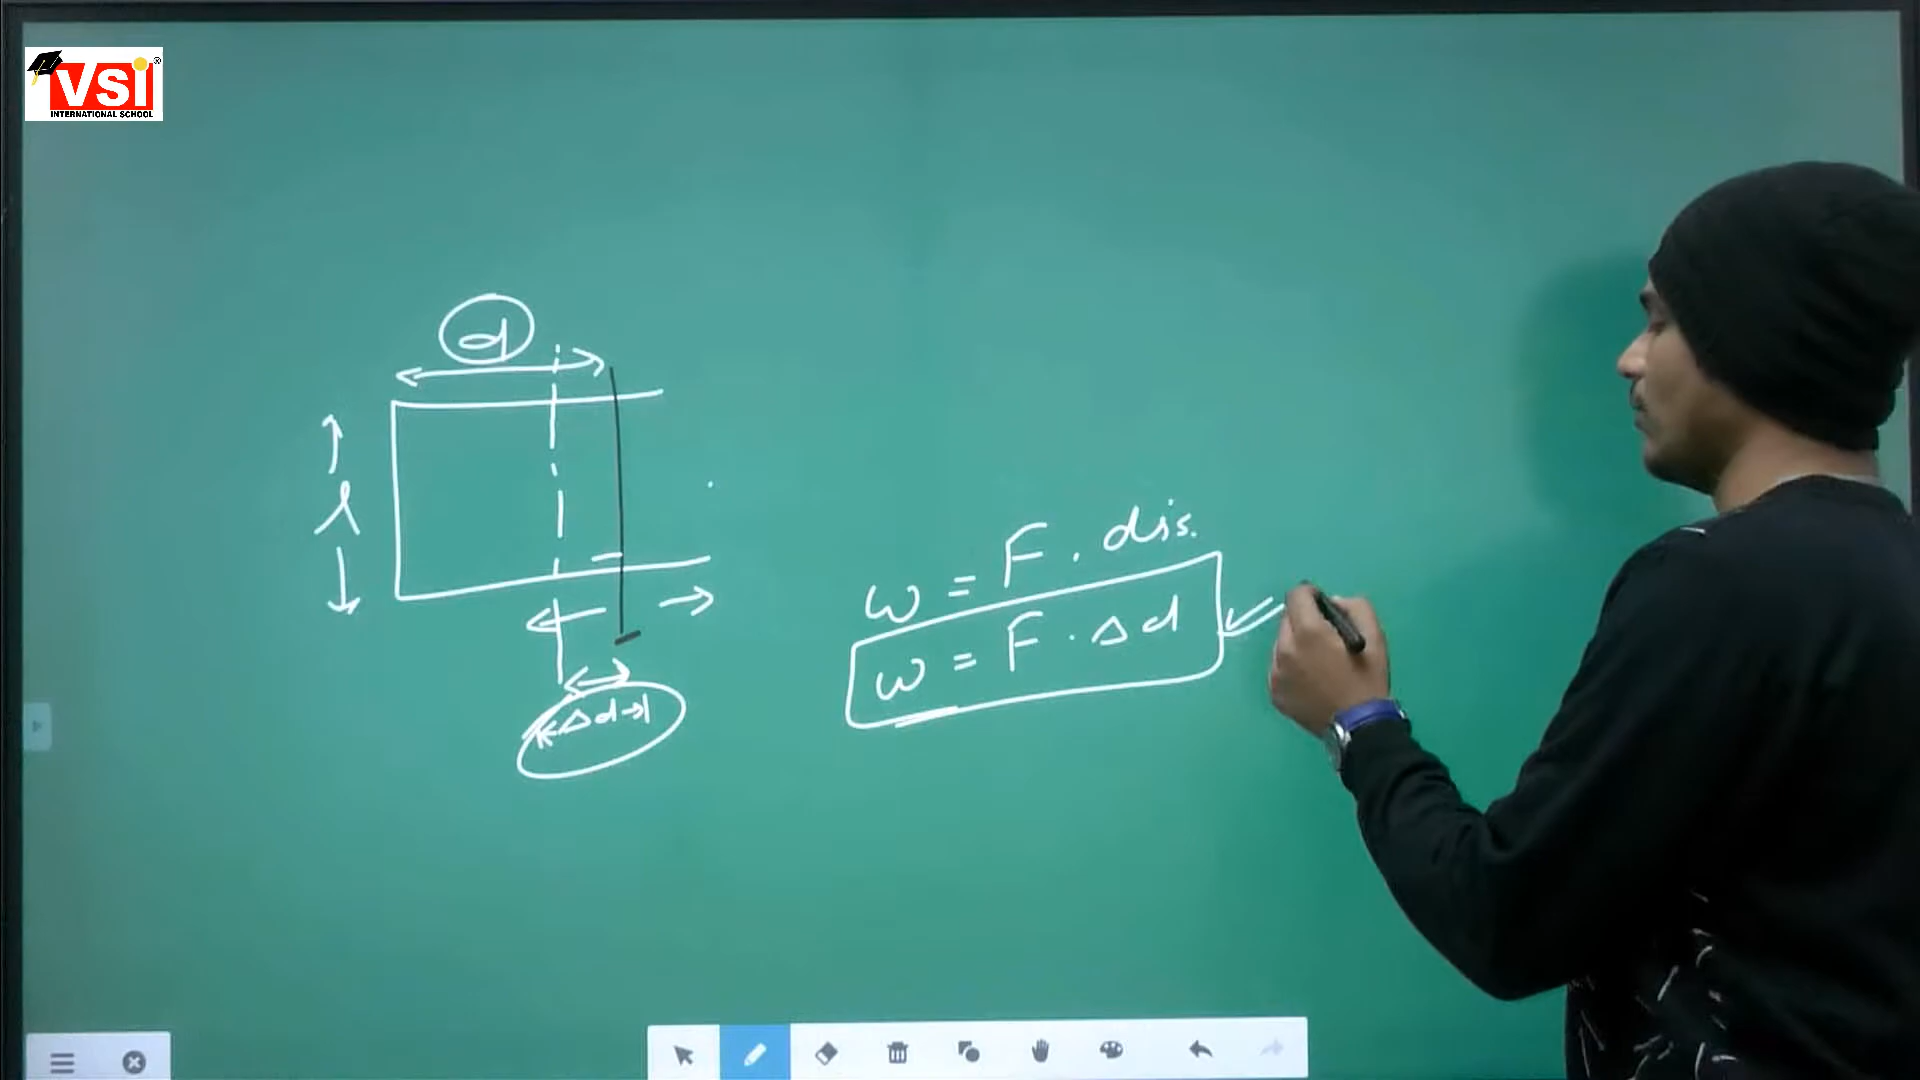 VSI
INTERNATIONAL SCHOOL
d
l
Δd
w = F . dis.
w = F . Δd